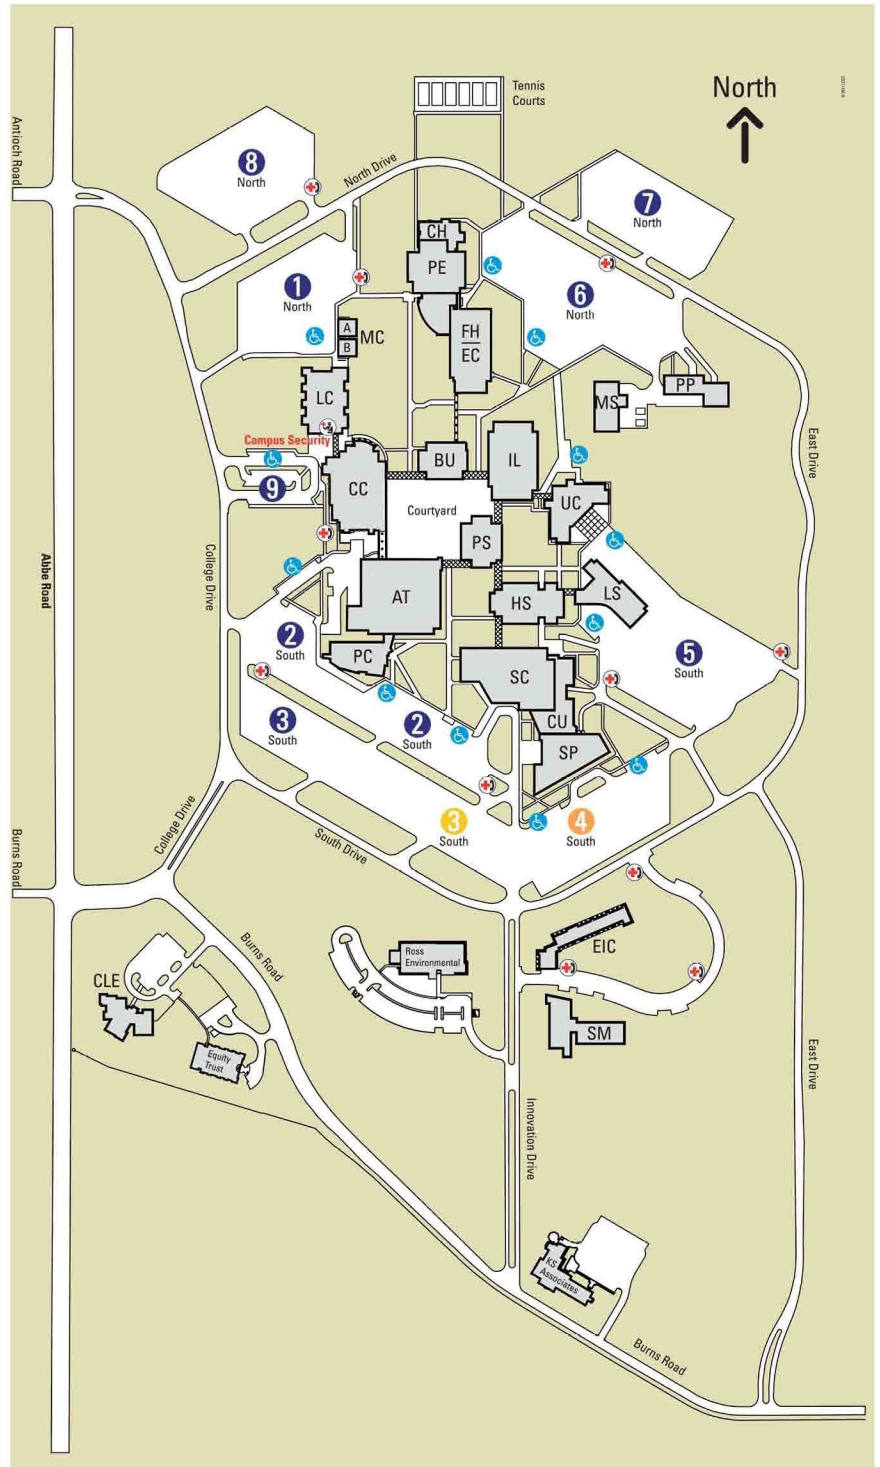 North
Tennis
Courts
Antioch Road
North Drive
8
North
7
North
CH
PE
1
North
6
North
A
B
MC
FH
EC
LC
PP
MS
Campus Security
East Drive
BU
IL
9
CC
Courtyard
UC
PS
College Drive
Abbe Road
AT
HS
LS
2
South
PC
5
South
SC
3
South
2
South
CU
SP
College Drive
3
South
4
South
South Drive
Burns Road
Burns Road
Ross
Environmental
EIC
CLE
SM
Equity
Trust
East Drive
Innovation Drive
KS
Associates
Burns Road